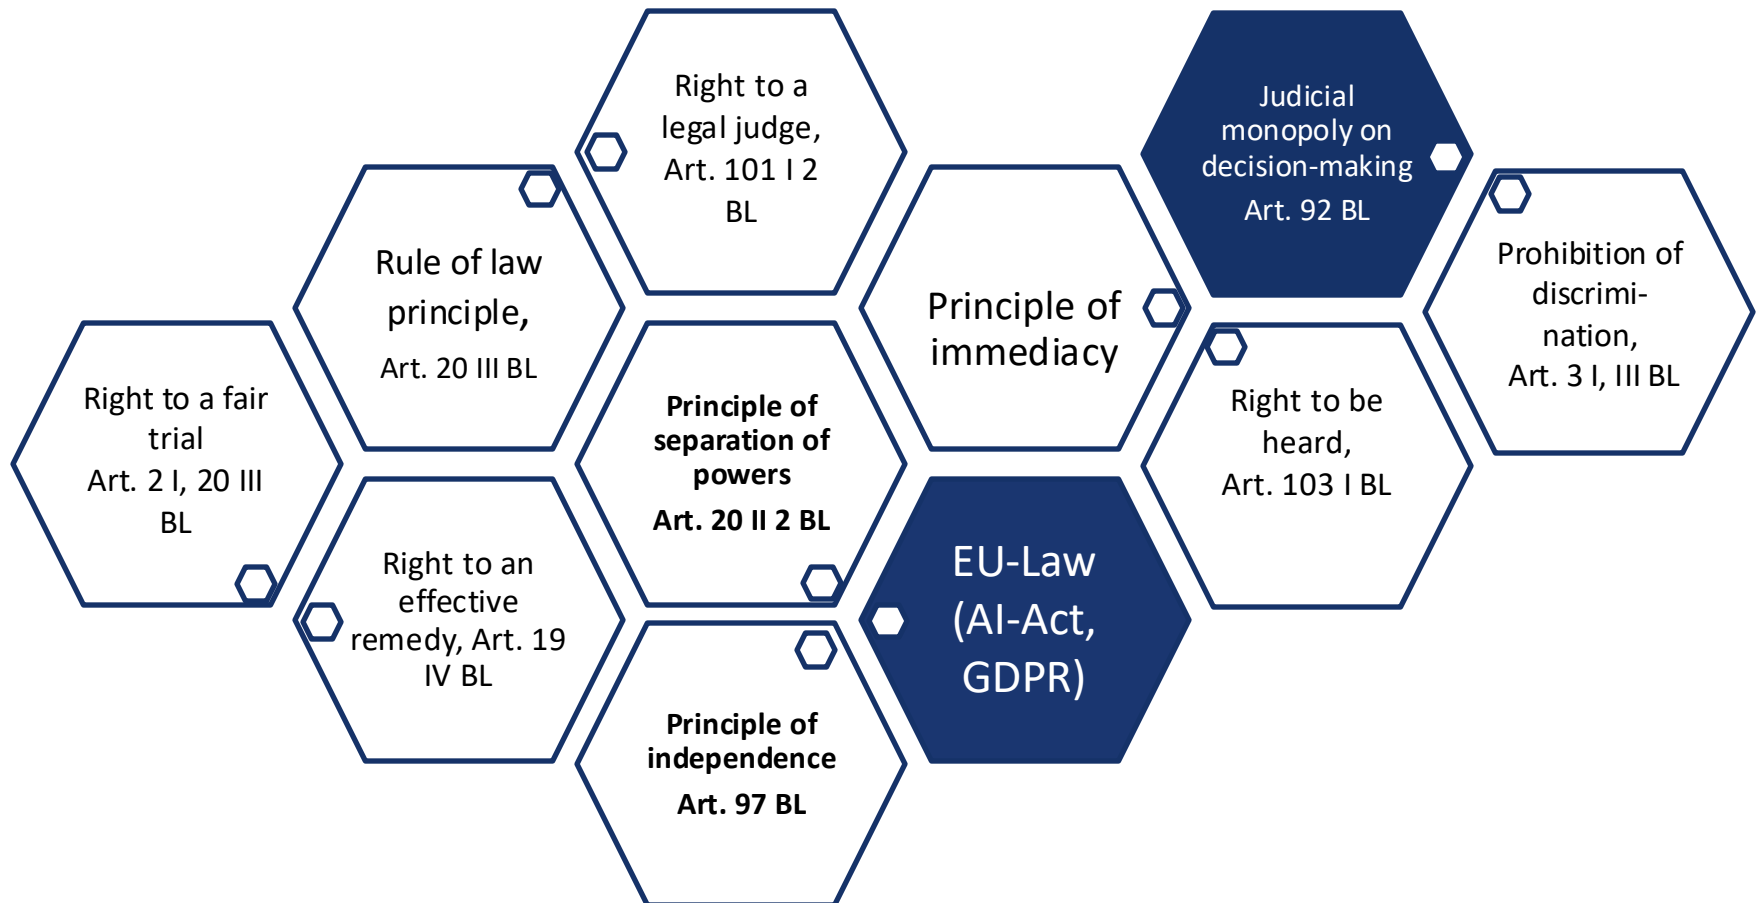 Right to a
legal judge,
Art. 101 I 2
BL
Judicial
monopoly on
decision-making
Art. 92 BL
Rule of law
principle,
Art. 20 III BL
Principle of
immediacy
Prohibition of
discrimi-
nation,
Art. 3 I, III BL
Right to a fair
trial
Art. 2 I, 20 III
BL
Principle of
separation of
powers
Art. 20 II 2 BL
Right to be
heard,
Art. 103 I BL
Right to an
effective
remedy, Art. 19
IV BL
EU-Law
(AI-Act,
GDPR)
Principle of
independence
Art. 97 BL